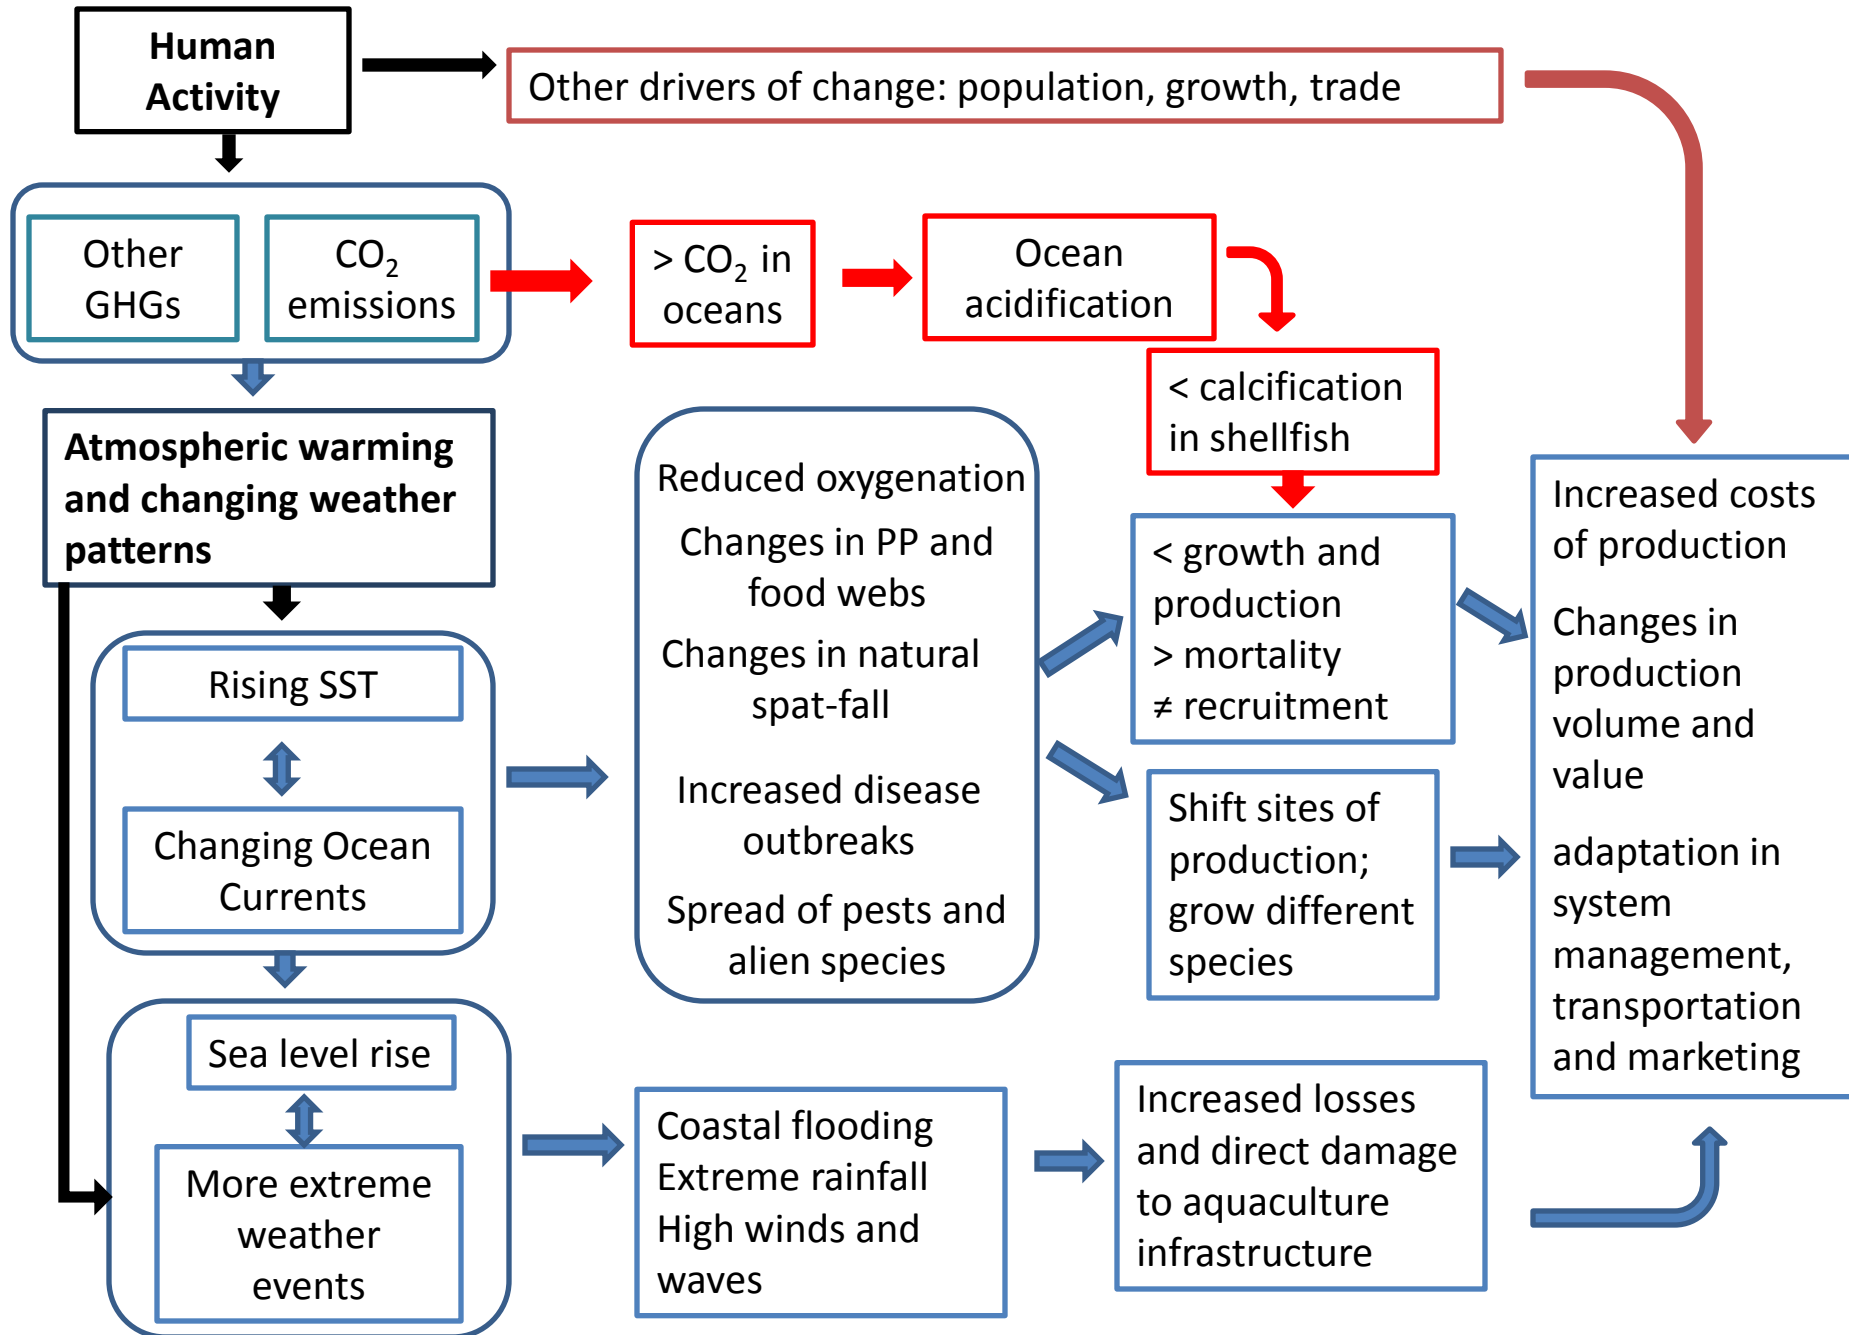 Human
Activity
Other drivers of change: population, growth, trade
Other
GHGs
CO₂
emissions
> CO₂ in
oceans
Ocean
acidification
< calcification
in shellfish
Atmospheric warming
and changing weather
patterns
Reduced oxygenation
Changes in PP and
food webs
Changes in natural
spat-fall
Increased disease
outbreaks
Spread of pests and
alien species
< growth and
production
> mortality
≠ recruitment
Increased costs
of production
Changes in
production
volume and
value
adaptation in
system
management,
transportation
and marketing
Rising SST
Changing Ocean
Currents
Shift sites of
production;
grow different
species
Sea level rise
More extreme
weather
events
Coastal flooding
Extreme rainfall
High winds and
waves
Increased losses
and direct damage
to aquaculture
infrastructure